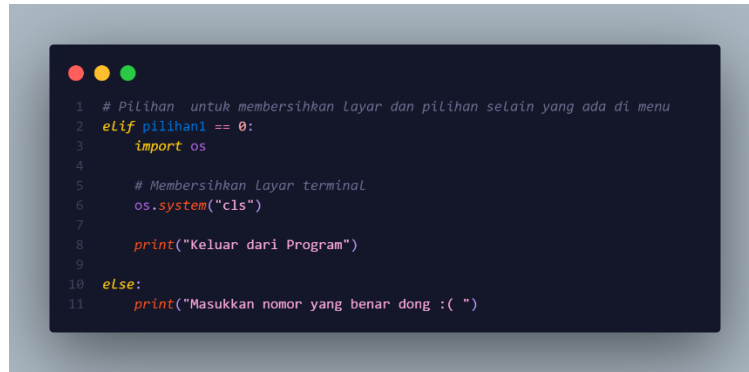 1 # Pilihan  untuk membersihkan layar dan pilihan selain yang ada di menu
2 elif pilihan1 == 0:
3     import os
4
5     # Membersihkan layar terminal
6     os.system("cls")
7
8     print("Keluar dari Program")
9
10 else:
11     print("Masukkan nomor yang benar dong :( ")